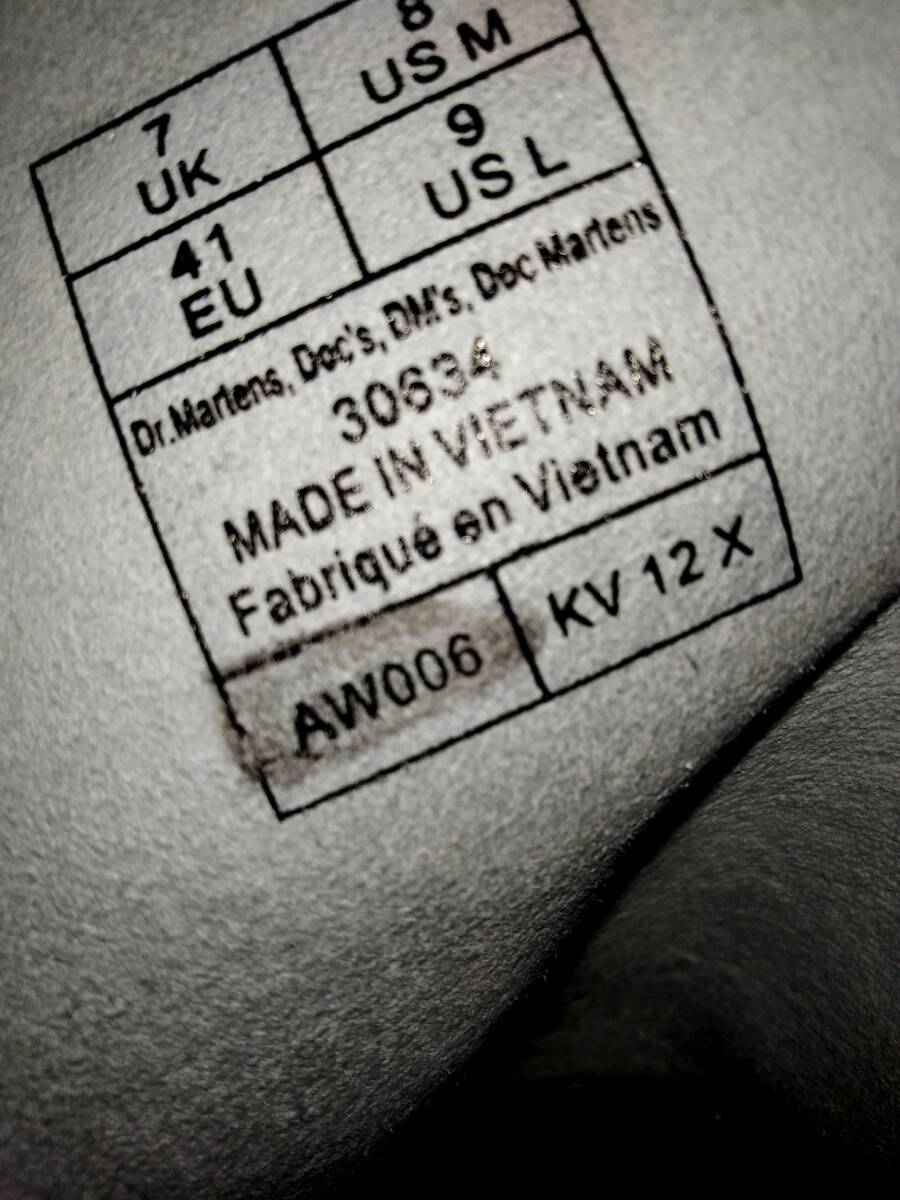 7
UK
8
US M
41
EU
9
US L
Dr.Martens, Doc's, DM's, Doc Martens
30634
MADE IN VIETNAM
Fabriqué en Vietnam
AW006
KV 12 X